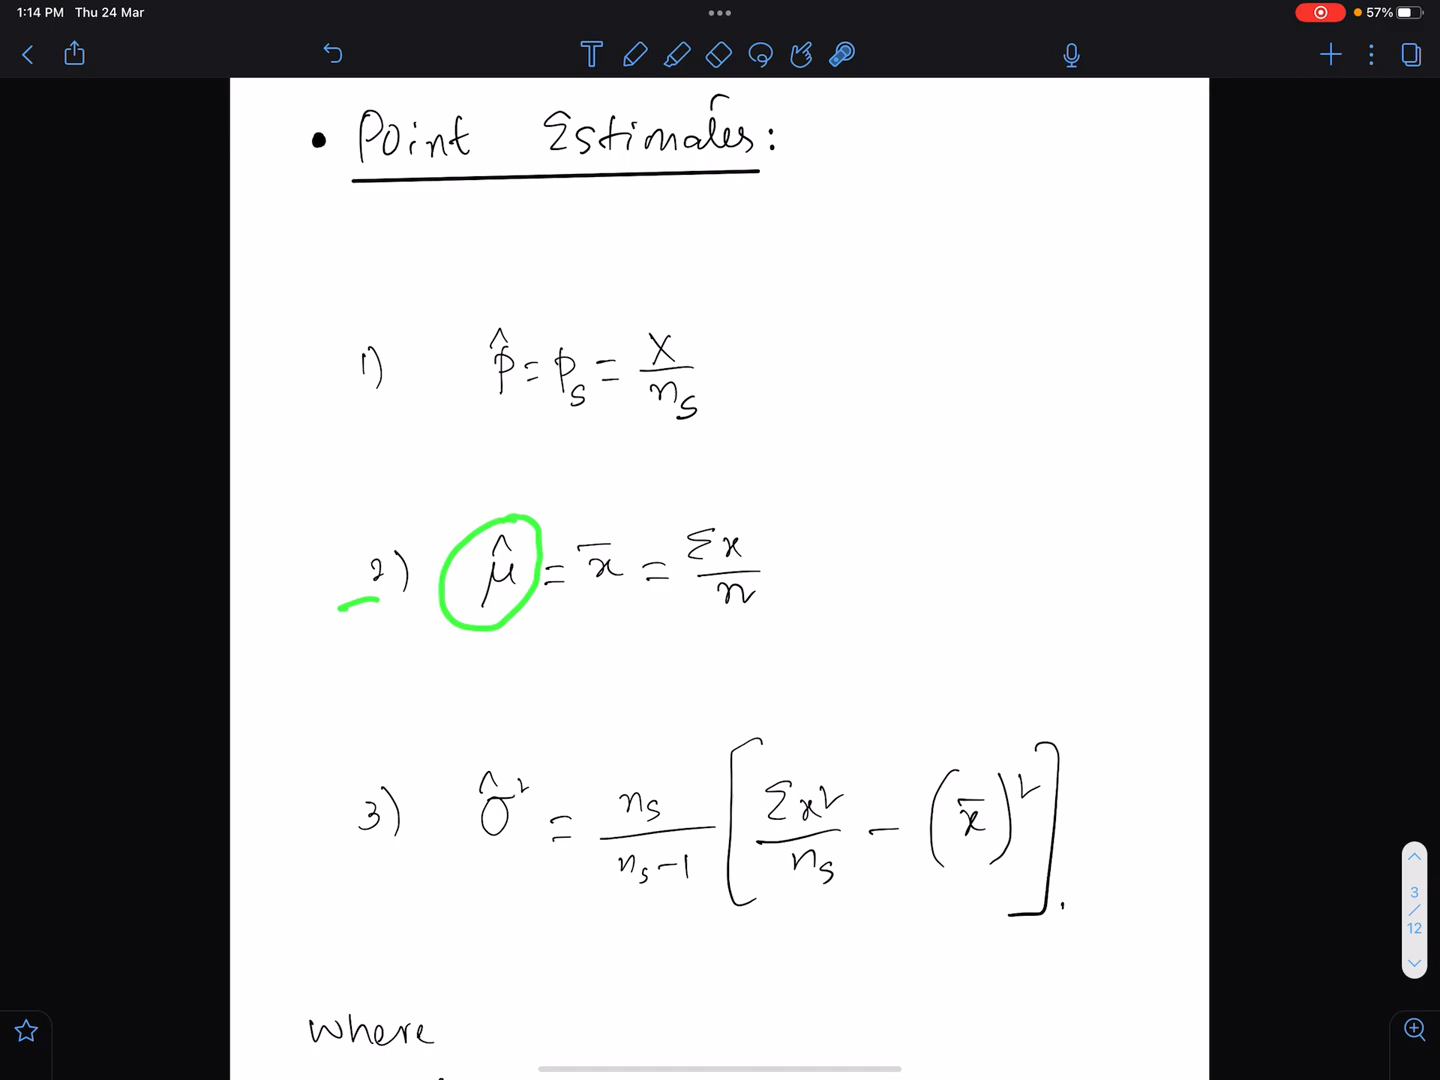 1:14 PM Thu 24 Mar
57%
• Point Estimates:
1) p̂ = pₛ = X/nₛ
2) μ̂ = x̄ = Σx/n
3) σ̂² = nₛ/(nₛ-1) [Σx²/nₛ - (x̄)²].
3/12
where